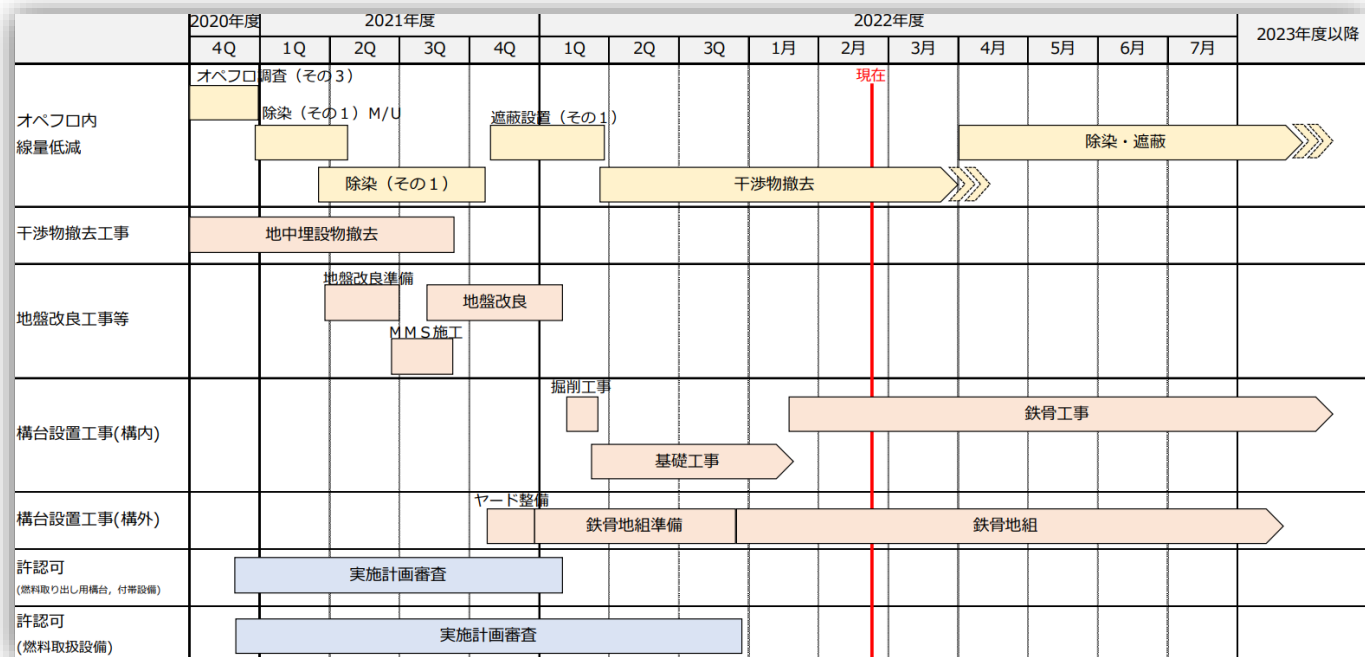 2020年度 2021年度 2022年度 2023年度以降
4Q 1Q 2Q 3Q 4Q 1Q 2Q 3Q 1月 2月 3月 4月 5月 6月 7月
現在
オペフロ内
線量低減
オペフロ調査（その３）
除染（その１）M/U
遮蔽設置（その１）
除染・遮蔽
除染（その１）
干渉物撤去
干渉物撤去工事
地中埋設物撤去
地盤改良工事等
地盤改良準備
地盤改良
ＭＭＳ施工
構台設置工事(構内)
掘削工事
鉄骨工事
基礎工事
構台設置工事(構外)
ヤード整備
鉄骨地組準備
鉄骨地組
許認可
(燃料取り出し用構台，付帯設備)
実施計画審査
許認可
(燃料取扱設備)
実施計画審査